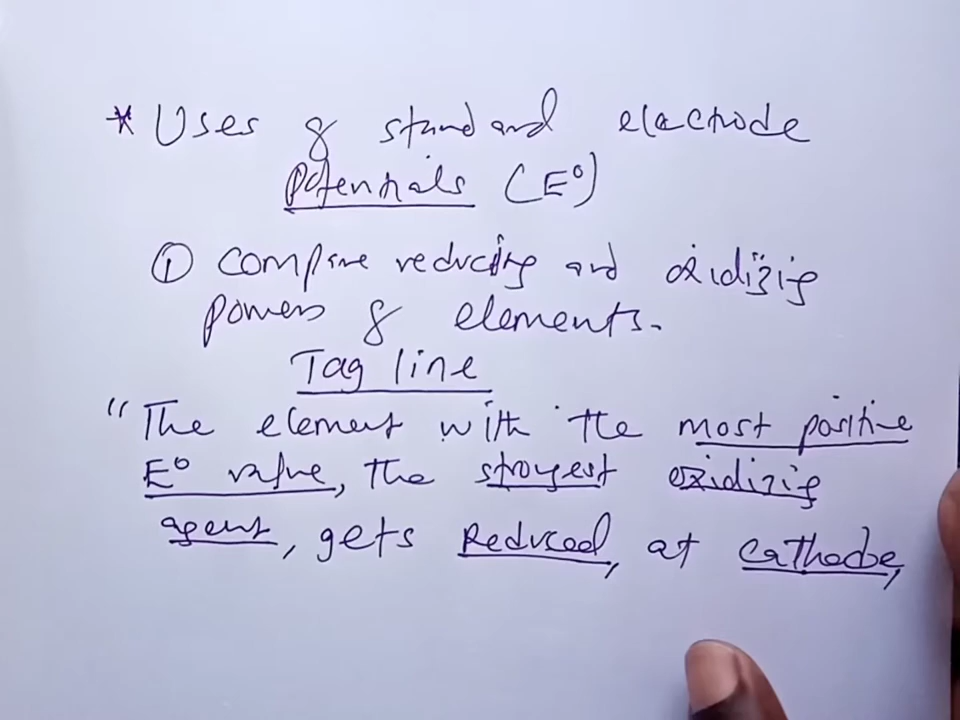 * Uses of standard electrode
potentials (E°)
① compare reducing and oxidizing
powers of elements.
Tag line
"The element with the most positive
E° value, the strongest oxidizing
agent, gets Reduced, at cathode,